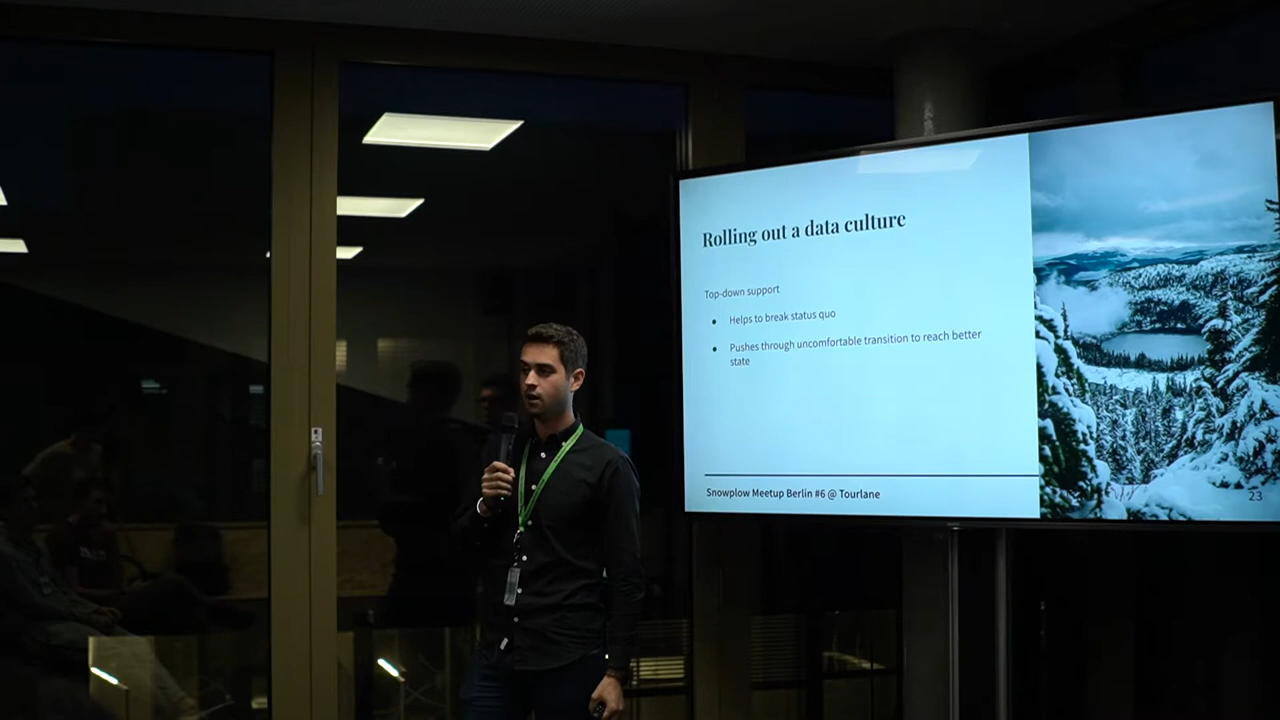 Rolling out a data culture
Top-down support
● Helps to break status quo
● Pushes through uncomfortable transition to reach better
state
Snowplow Meetup Berlin #6 @ Tourlane
23